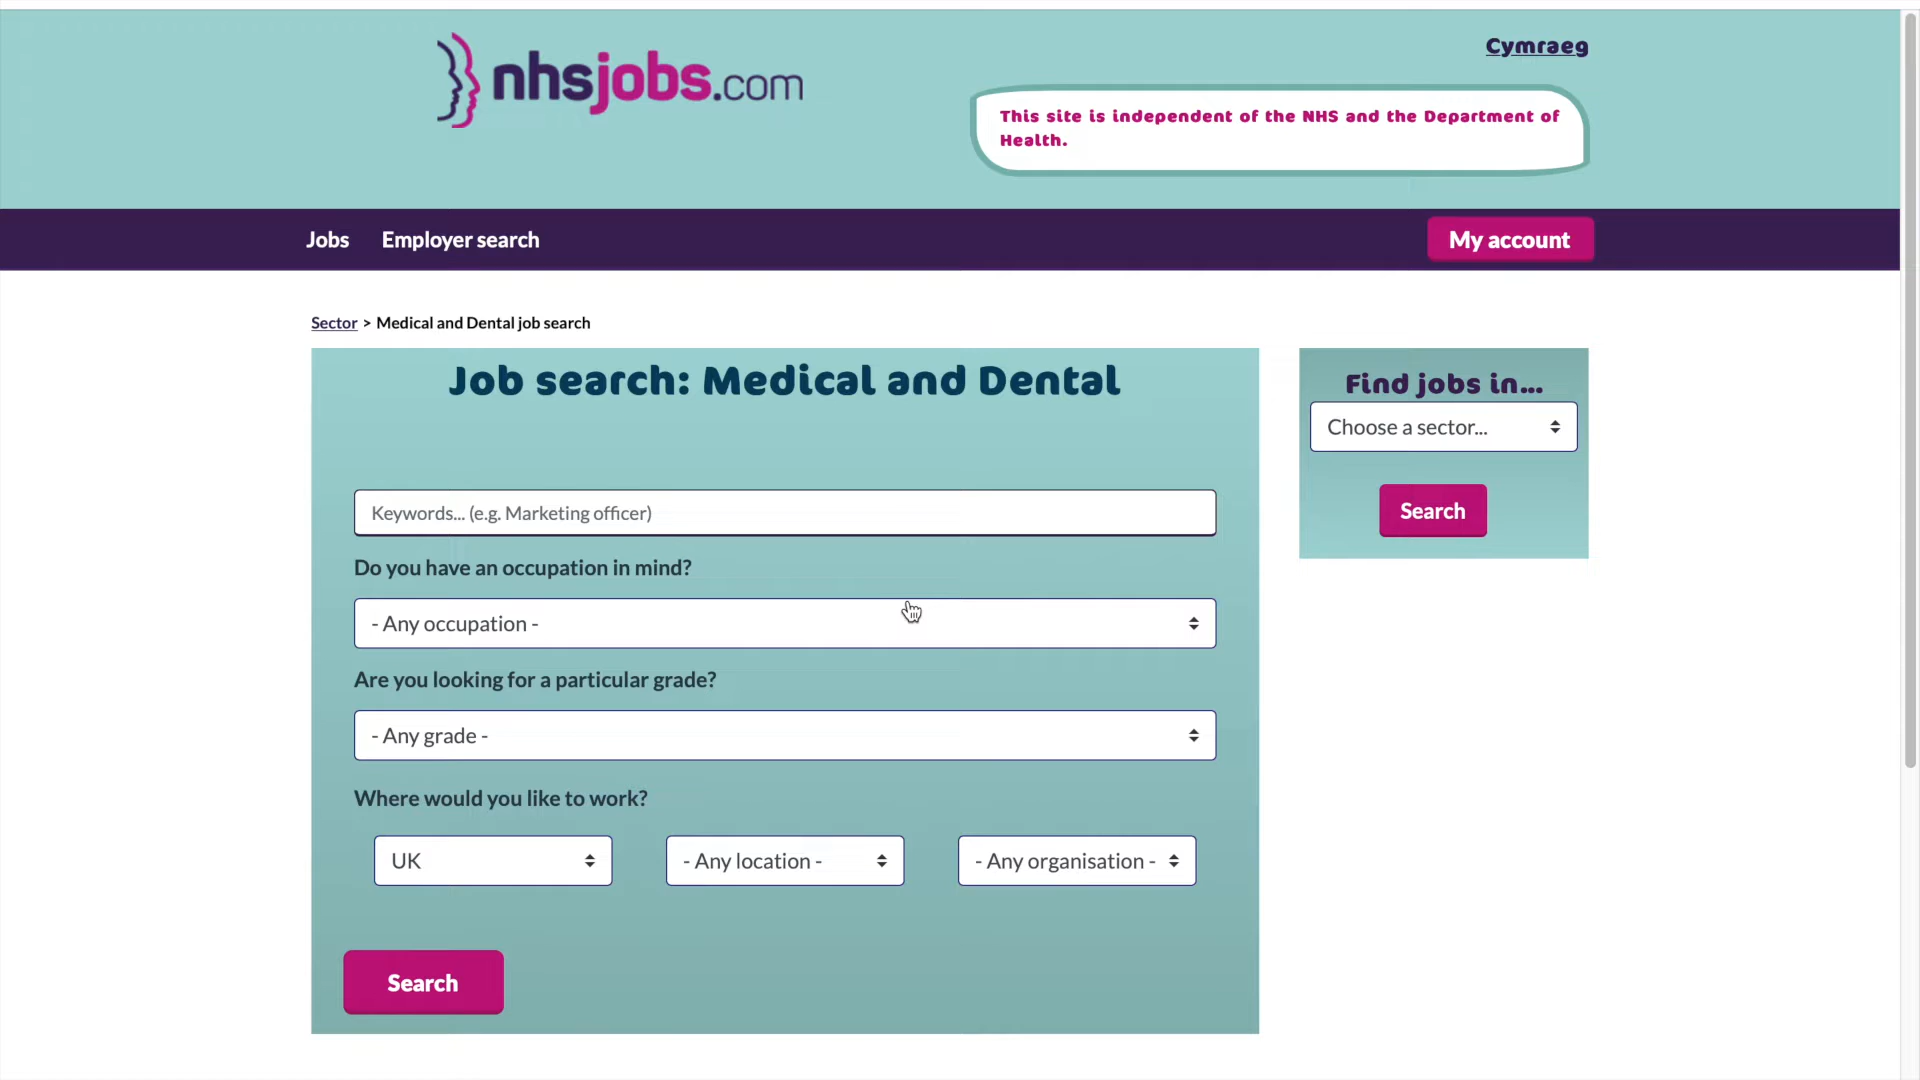 nhsjobs.com
Cymraeg
This site is independent of the NHS and the Department of
Health.
Jobs
Employer search
My account
Sector > Medical and Dental job search
Job search: Medical and Dental
Keywords... (e.g. Marketing officer)
Do you have an occupation in mind?
- Any occupation -
Are you looking for a particular grade?
- Any grade -
Where would you like to work?
UK
- Any location -
- Any organisation -
Search
Find jobs in...
Choose a sector...
Search